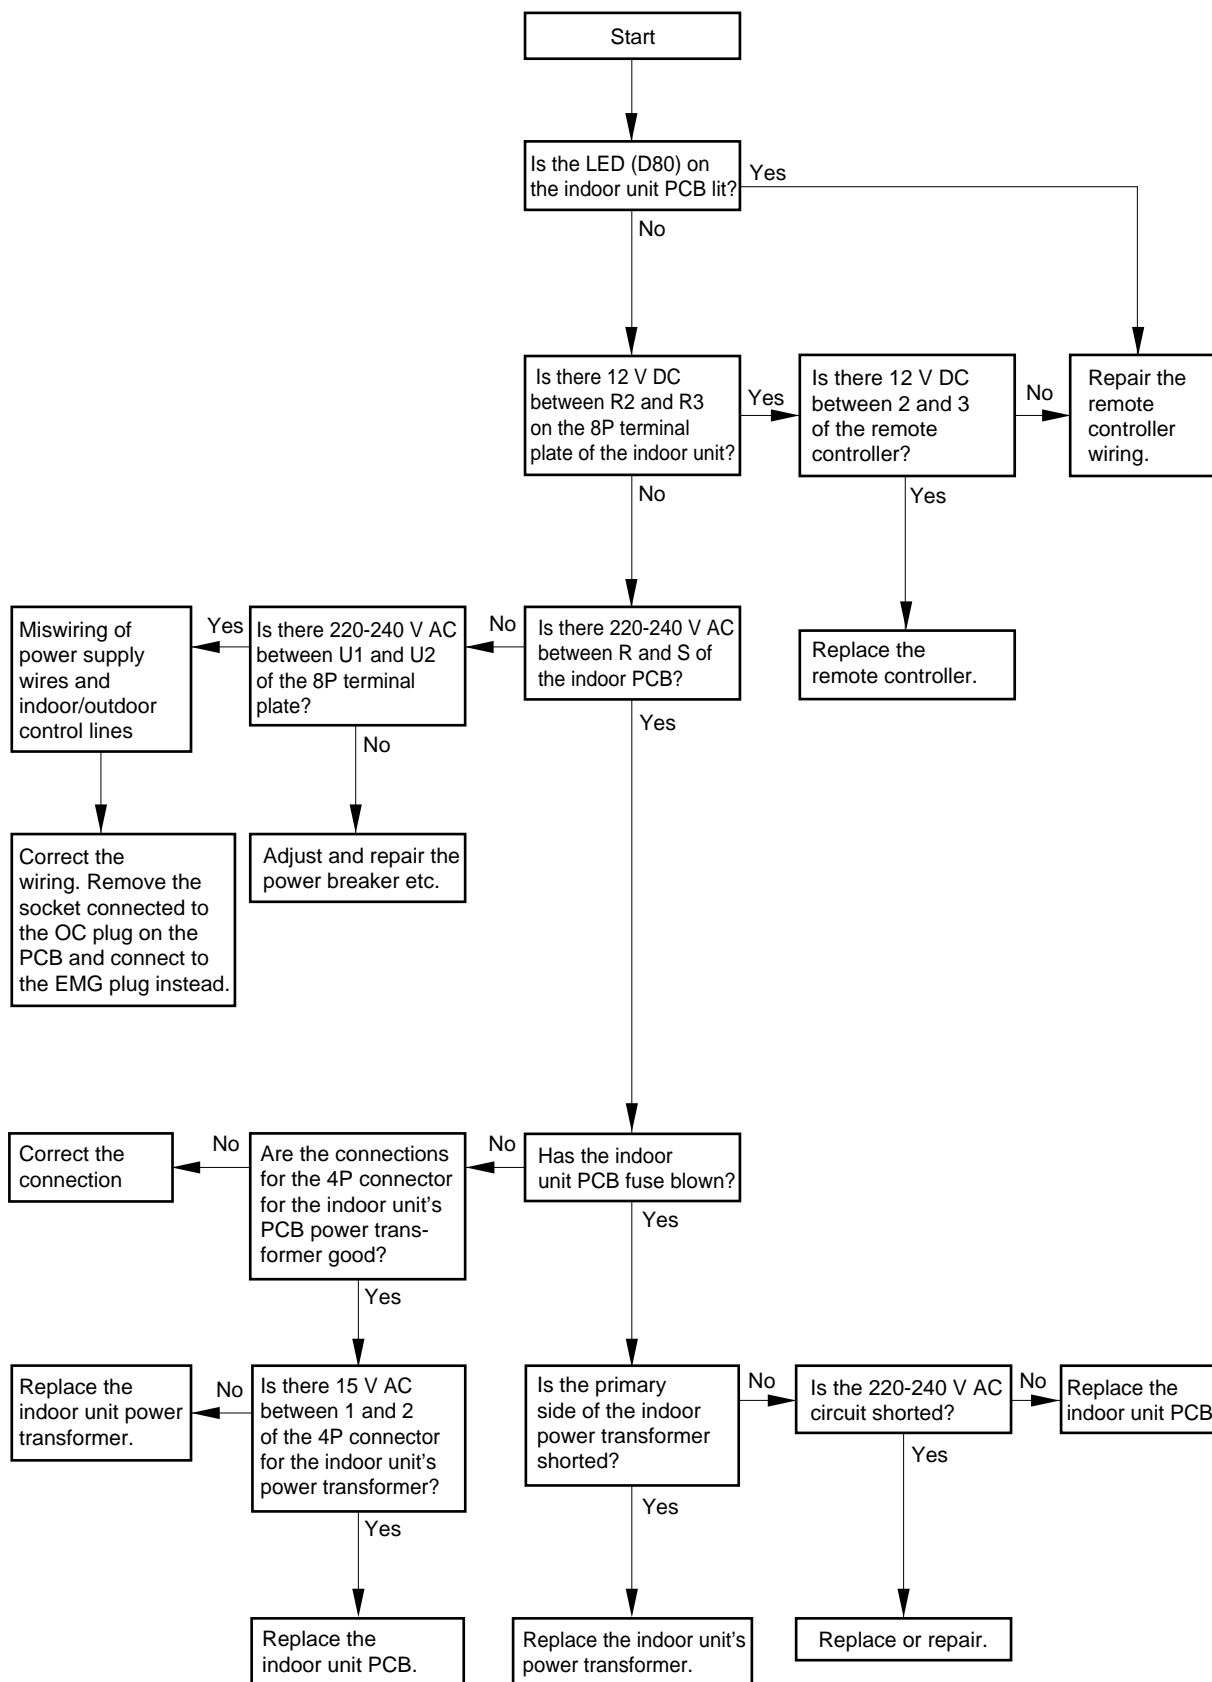 Start
Is the LED (D80) on
the indoor unit PCB lit?
Yes
No
Is there 12 V DC
between R2 and R3
on the 8P terminal
plate of the indoor unit?
Yes
Is there 12 V DC
between 2 and 3
of the remote
controller?
No
Repair the
remote
controller
wiring.
No
Yes
Miswiring of
power supply
wires and
indoor/outdoor
control lines
Yes
Is there 220-240 V AC
between U1 and U2
of the 8P terminal
plate?
No
Is there 220-240 V AC
between R and S of
the indoor PCB?
Replace the
remote controller.
No
Yes
Correct the
wiring. Remove the
socket connected to
the OC plug on the
PCB and connect to
the EMG plug instead.
Adjust and repair the
power breaker etc.
Correct the
connection
No
Are the connections
for the 4P connector
for the indoor unit's
PCB power trans-
former good?
No
Has the indoor
unit PCB fuse blown?
Yes
Yes
Replace the
indoor unit power
transformer.
No
Is there 15 V AC
between 1 and 2
of the 4P connector
for the indoor unit's
power transformer?
Is the primary
side of the indoor
power transformer
shorted?
No
Is the 220-240 V AC
circuit shorted?
No
Replace the
indoor unit PCB
Yes
Yes
Yes
Replace the
indoor unit PCB.
Replace the indoor unit's
power transformer.
Replace or repair.